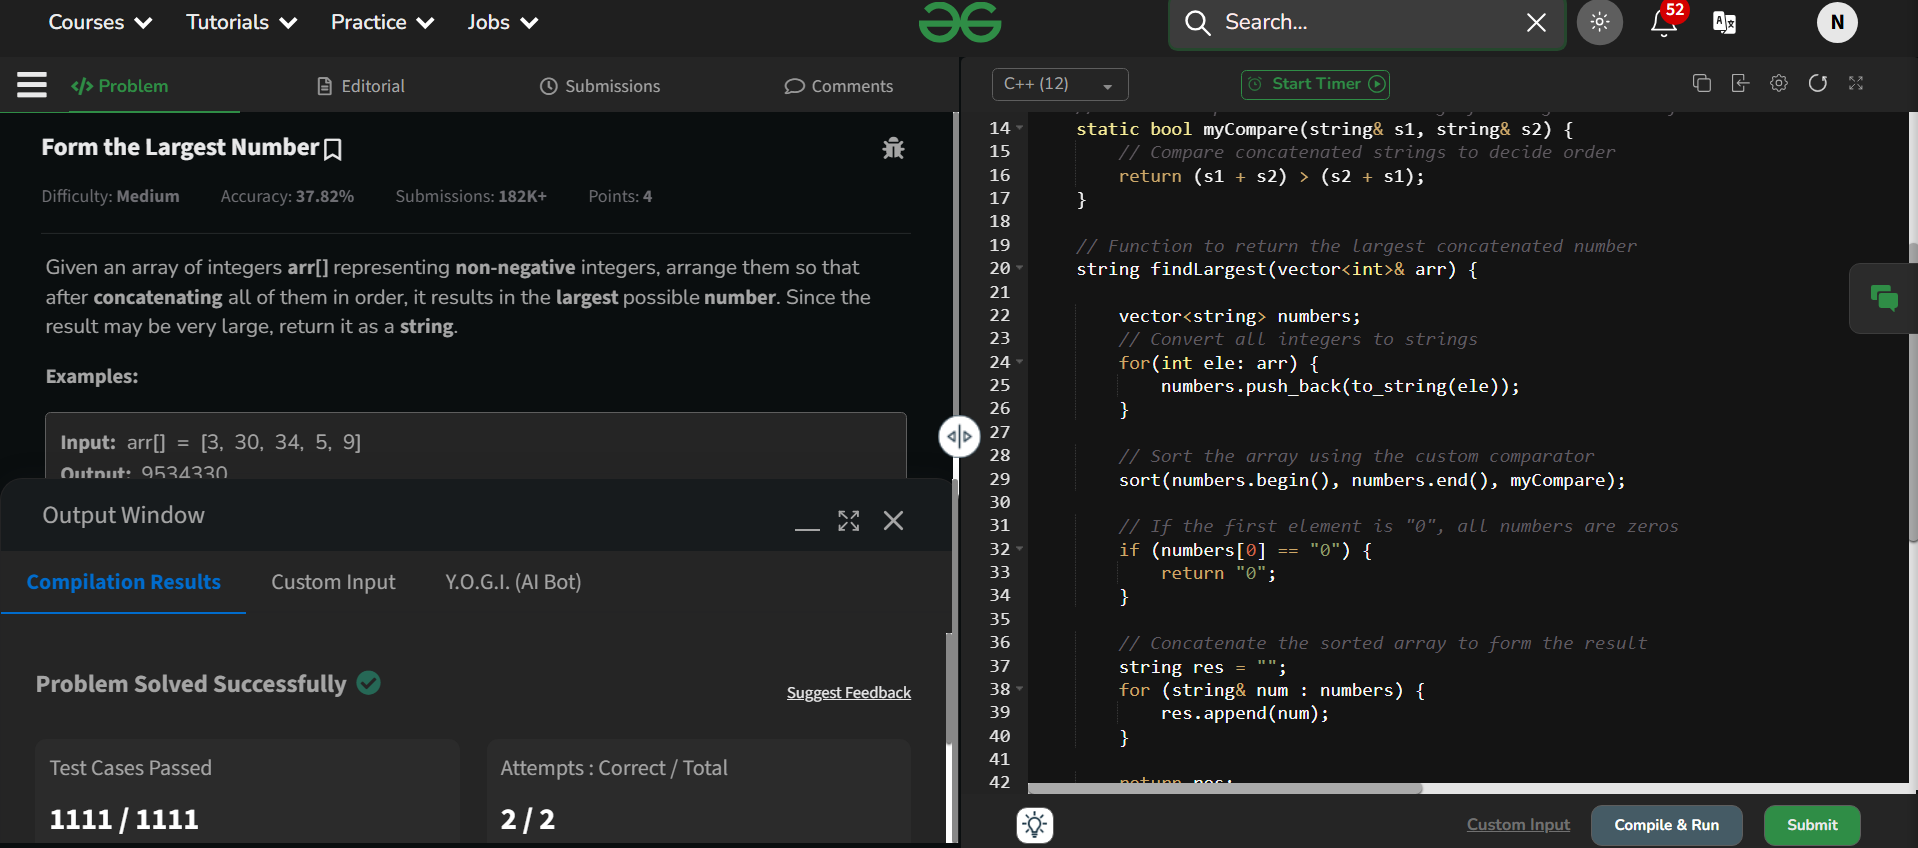 Courses Tutorials Practice Jobs Search... 52 N
</> Problem Editorial Submissions Comments
Form the Largest Number
Difficulty: Medium Accuracy: 37.82% Submissions: 182K+ Points: 4
Given an array of integers arr[] representing non-negative integers, arrange them so that
after concatenating all of them in order, it results in the largest possible number. Since the
result may be very large, return it as a string.
Examples:
Input: arr[] = [3, 30, 34, 5, 9]
Output: 9534330
Output Window
Compilation Results Custom Input Y.O.G.I. (AI Bot)
Problem Solved Successfully
Suggest Feedback
Test Cases Passed
1111 / 1111
Attempts : Correct / Total
2 / 2
C++ (12) Start Timer
14 static bool myCompare(string& s1, string& s2) {
15 // Compare concatenated strings to decide order
16 return (s1 + s2) > (s2 + s1);
17 }
18
19 // Function to return the largest concatenated number
20 string findLargest(vector<int>& arr) {
21
22 vector<string> numbers;
23 // Convert all integers to strings
24 for(int ele: arr) {
25 numbers.push_back(to_string(ele));
26 }
27
28 // Sort the array using the custom comparator
29 sort(numbers.begin(), numbers.end(), myCompare);
30
31 // If the first element is "0", all numbers are zeros
32 if (numbers[0] == "0") {
33 return "0";
34 }
35
36 // Concatenate the sorted array to form the result
37 string res = "";
38 for (string& num : numbers) {
39 res.append(num);
40 }
41
42 return res;
Custom Input Compile & Run Submit